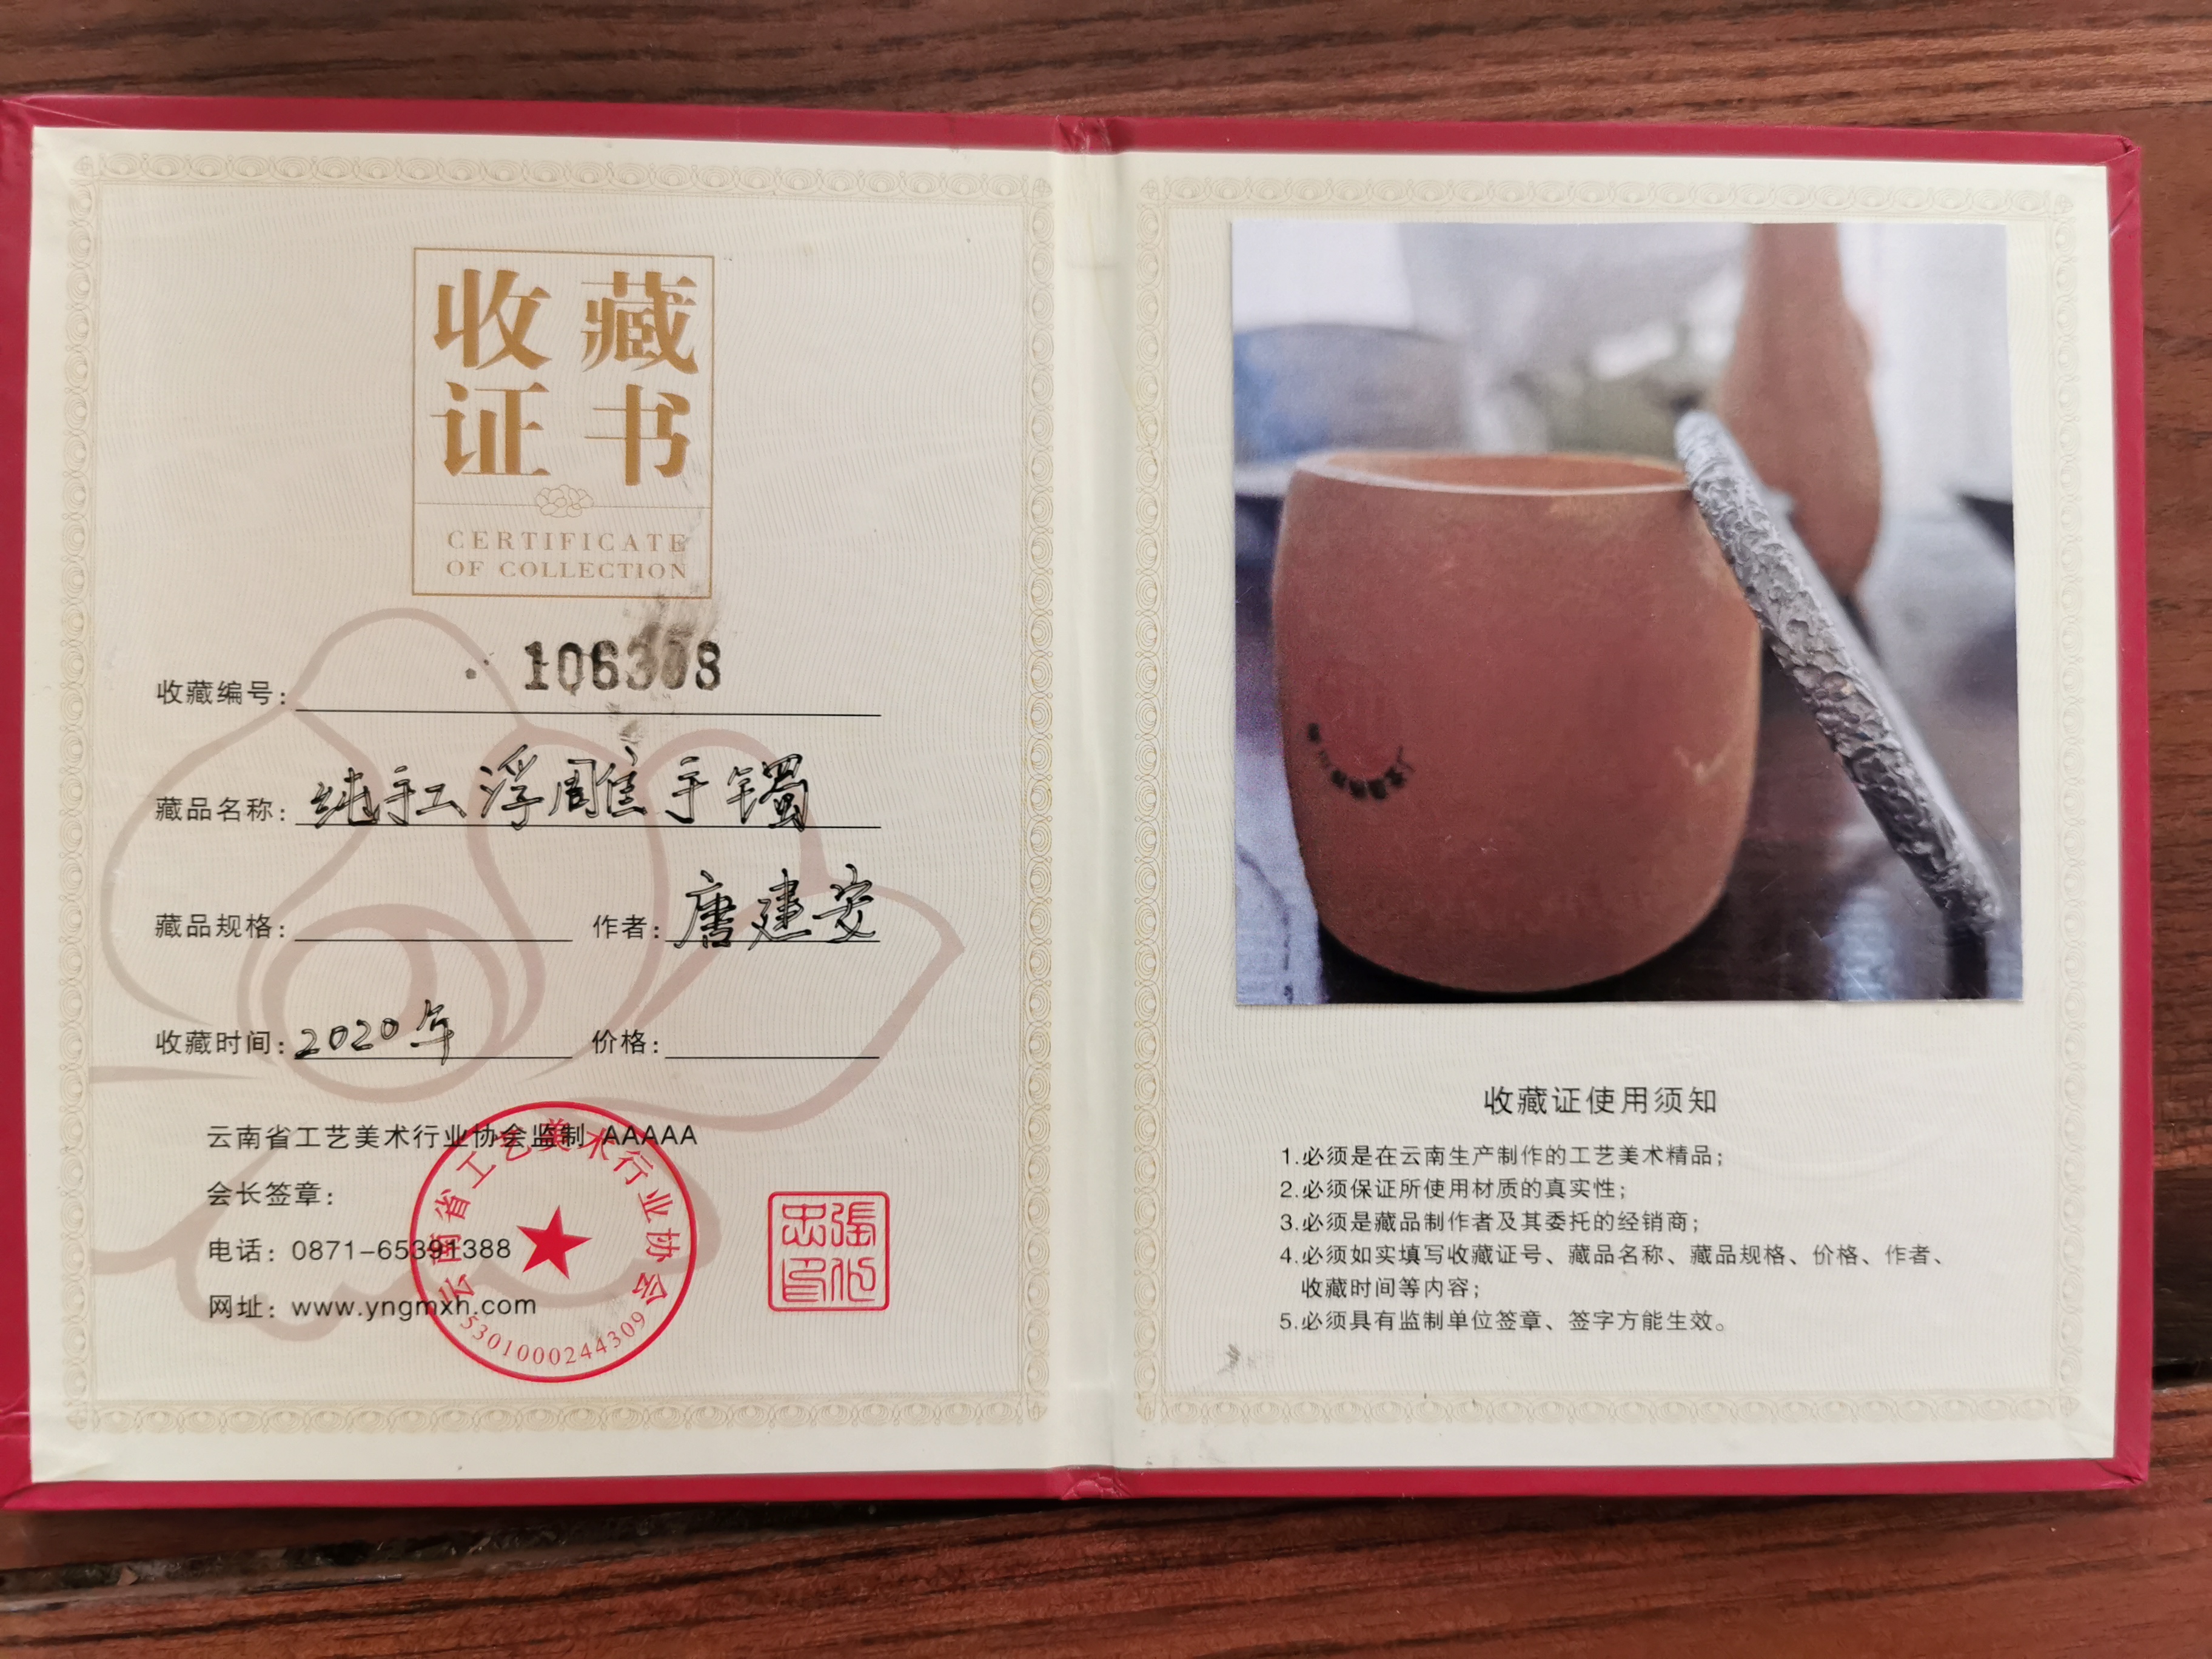 收藏
证书
CERTIFICATE
OF COLLECTION
收藏编号: 106308
藏品名称: 纯手工浮雕手镯
藏品规格: 作者: 唐建安
收藏时间: 2020年 价格:
云南省工艺美术行业协会监制 AAAAA
会长签章:
电话: 0871-65391388
网址: www.yngmxh.com
云南省工艺美术行业协会
5301000244309
收藏证使用须知
1.必须是在云南生产制作的工艺美术精品;
2.必须保证所使用材质的真实性;
3.必须是藏品制作者及其委托的经销商;
4.必须如实填写收藏证号、藏品名称、藏品规格、价格、作者、
收藏时间等内容;
5.必须具有监制单位签章、签字方能生效。